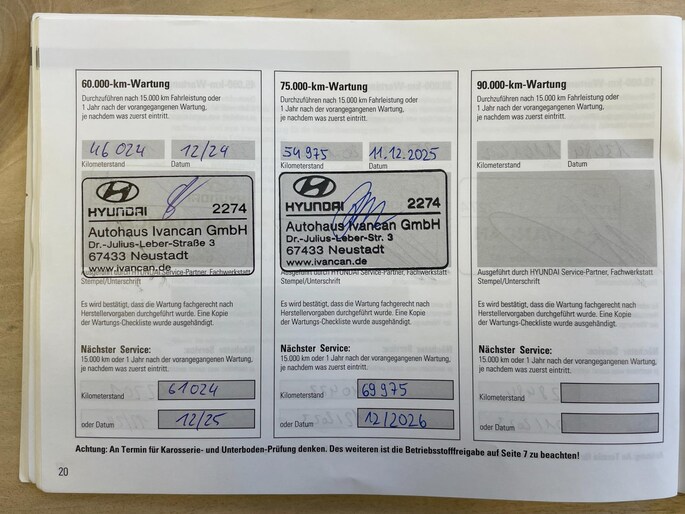 60.000-km-Wartung
Durchzuführen nach 15.000 km Fahrleistung oder
1 Jahr nach der vorangegangenen Wartung,
je nachdem was zuerst eintritt.
46 024 12/24
Kilometerstand Datum
HYUNDAI 2274
Autohaus Ivancan GmbH
Dr.-Julius-Leber-Straße 3
67433 Neustadt
www.ivancan.de
Ausgeführt durch HYUNDAI Service-Partner, Fachwerkstatt
Stempel/Unterschrift
Es wird bestätigt, dass die Wartung fachgerecht nach
Herstellervorgaben durchgeführt wurde. Eine Kopie
der Wartungs-Checkliste wurde ausgehändigt.
Nächster Service:
15.000 km oder 1 Jahr nach der vorangegangenen Wartung,
je nachdem was zuerst eintritt.
Kilometerstand 61024
oder Datum 12/25
75.000-km-Wartung
Durchzuführen nach 15.000 km Fahrleistung oder
1 Jahr nach der vorangegangenen Wartung,
je nachdem was zuerst eintritt.
54 975 11.12.2025
Kilometerstand Datum
HYUNDAI 2274
Autohaus Ivancan GmbH
Dr.-Julius-Leber-Str. 3
67433 Neustadt
www.ivancan.de
Ausgeführt durch HYUNDAI Service-Partner, Fachwerkstatt
Stempel/Unterschrift
Es wird bestätigt, dass die Wartung fachgerecht nach
Herstellervorgaben durchgeführt wurde. Eine Kopie
der Wartungs-Checkliste wurde ausgehändigt.
Nächster Service:
15.000 km oder 1 Jahr nach der vorangegangenen Wartung,
je nachdem was zuerst eintritt.
Kilometerstand 69975
oder Datum 12/2026
90.000-km-Wartung
Durchzuführen nach 15.000 km Fahrleistung oder
1 Jahr nach der vorangegangenen Wartung,
je nachdem was zuerst eintritt.
Kilometerstand Datum
Ausgeführt durch HYUNDAI Service-Partner, Fachwerkstatt
Stempel/Unterschrift
Es wird bestätigt, dass die Wartung fachgerecht nach
Herstellervorgaben durchgeführt wurde. Eine Kopie
der Wartungs-Checkliste wurde ausgehändigt.
Nächster Service:
15.000 km oder 1 Jahr nach der vorangegangenen Wartung,
je nachdem was zuerst eintritt.
Kilometerstand
oder Datum
Achtung: An Termin für Karosserie- und Unterboden-Prüfung denken. Des weiteren ist die Betriebsstofffreigabe auf Seite 7 zu beachten!
20